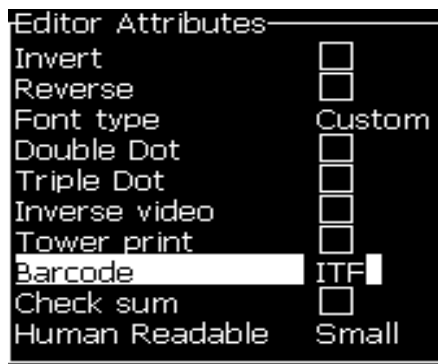 Editor Attributes
Invert
Reverse
Font type Custom
Double Dot
Triple Dot
Inverse video
Tower print
Barcode ITF
Check sum
Human Readable Small